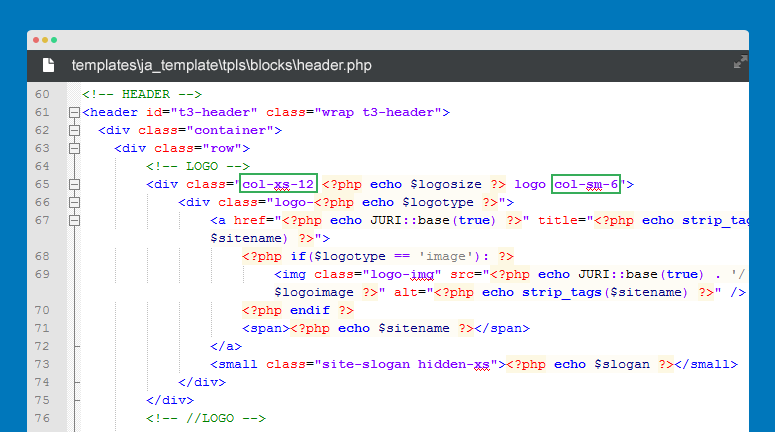 templates\ja_template\tpls\blocks\header.php
60 <!-- HEADER -->
61 <header id="t3-header" class="wrap t3-header">
62 <div class="container">
63 <div class="row">
64 <!-- LOGO -->
65 <div class="col-xs-12 <?php echo $logosize ?> logo col-sm-6">
66 <div class="logo-<?php echo $logotype ?>">
67 <a href="<?php echo JURI::base(true) ?>" title="<?php echo strip_tags
$sitename) ?>">
68 <?php if($logotype == 'image'): ?>
69 <img class="logo-img" src="<?php echo JURI::base(true) . '/
$logoimage ?>" alt="<?php echo strip_tags($sitename) ?>" />
70 <?php endif ?>
71 <span><?php echo $sitename ?></span>
72 </a>
73 <small class="site-slogan hidden-xs"><?php echo $slogan ?></small>
74 </div>
75 </div>
76 <!-- //LOGO -->